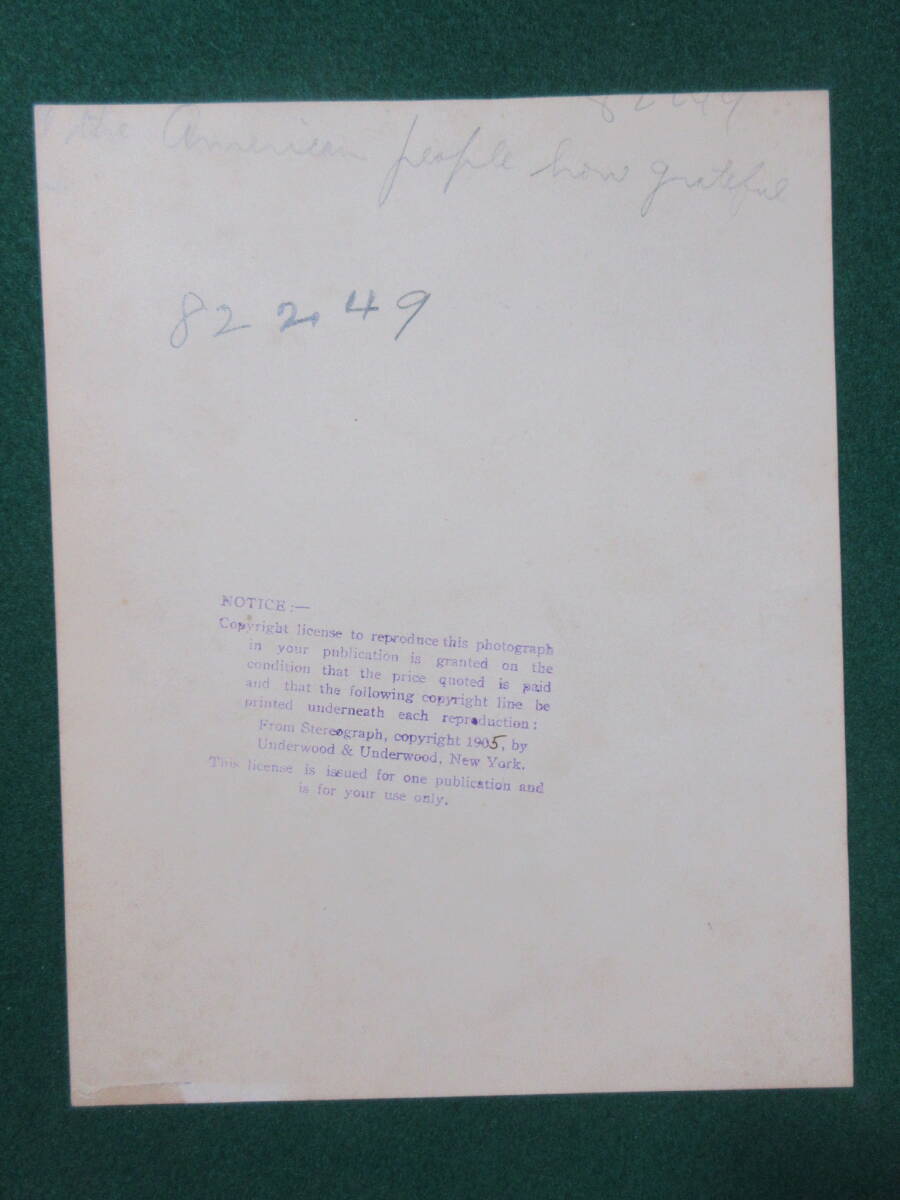 82249
the American people how grateful
82249
NOTICE:—
Copyright license to reproduce this photograph
in your publication is granted on the
condition that the price quoted is paid
and that the following copyright line be
printed underneath each reproduction:
From Stereograph, copyright 1905, by
Underwood & Underwood, New York.
This license is issued for one publication and
is for your use only.